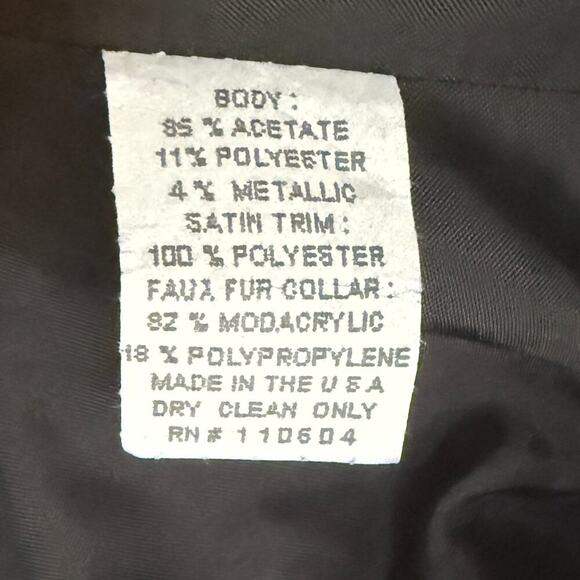 BODY:
85 % ACETATE
11% POLYESTER
4 % METALLIC
SATIN TRIM:
100 % POLYESTER
FAUX FUR COLLAR:
82 % MODACRYLIC
18 % POLYPROPYLENE
MADE IN THE U S A
DRY CLEAN ONLY
RN # 110604